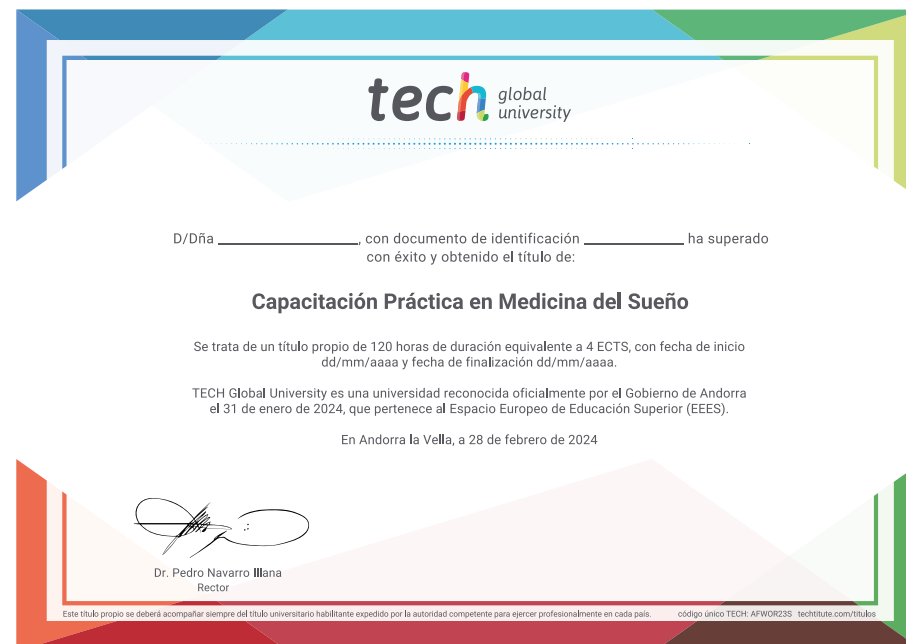 tech global university
D/Dña ____________________, con documento de identificación ______________ ha superado
con éxito y obtenido el título de:
Capacitación Práctica en Medicina del Sueño
Se trata de un título propio de 120 horas de duración equivalente a 4 ECTS, con fecha de inicio
dd/mm/aaaa y fecha de finalización dd/mm/aaaa.
TECH Global University es una universidad reconocida oficialmente por el Gobierno de Andorra
el 31 de enero de 2024, que pertenece al Espacio Europeo de Educación Superior (EEES).
En Andorra la Vella, a 28 de febrero de 2024
Dr. Pedro Navarro Illana
Rector
Este título propio se deberá acompañar siempre del título universitario habilitante expedido por la autoridad competente para ejercer profesionalmente en cada país. código único TECH: AFWOR23S techtitute.com/titulos